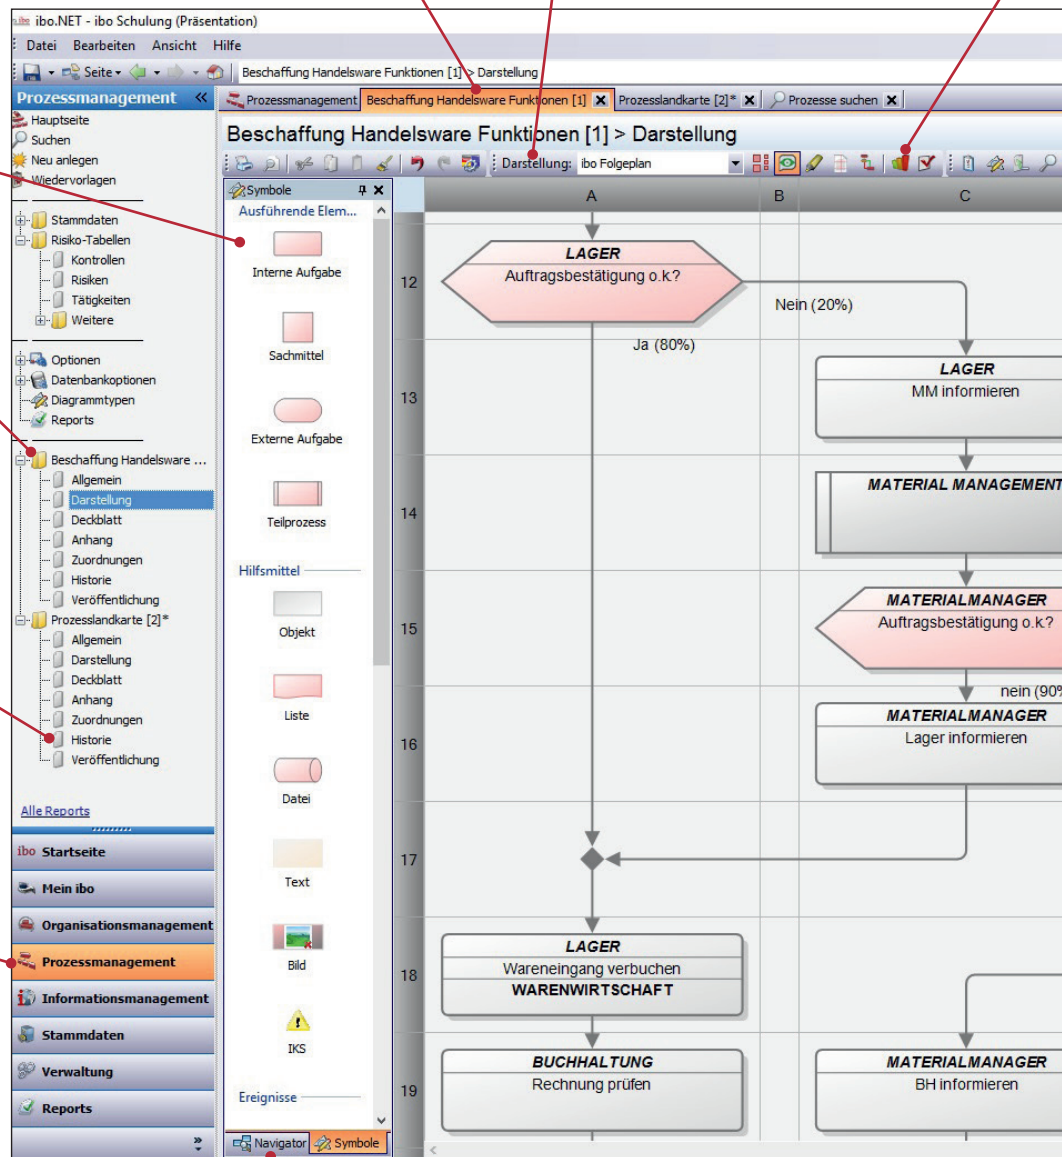 ibo.NET - ibo Schulung (Präsentation)
Datei Bearbeiten Ansicht Hilfe
Seite Beschaffung Handelsware Funktionen [1] > Darstellung
Prozessmanagement «
Hauptseite
Suchen
Neu anlegen
Wiedervorlagen
Stammdaten
Risiko-Tabellen
Kontrollen
Risiken
Tätigkeiten
Weitere
Optionen
Datenbankoptionen
Diagrammtypen
Reports
Beschaffung Handelsware ...
Allgemein
Darstellung
Deckblatt
Anhang
Zuordnungen
Historie
Veröffentlichung
Prozesslandkarte [2]*
Allgemein
Darstellung
Deckblatt
Anhang
Zuordnungen
Historie
Veröffentlichung
Alle Reports
ibo Startseite
Mein ibo
Organisationsmanagement
Prozessmanagement
Informationsmanagement
Stammdaten
Verwaltung
Reports
»
Prozessmanagement Beschaffung Handelsware Funktionen [1] Prozesslandkarte [2]* Prozesse suchen
Beschaffung Handelsware Funktionen [1] > Darstellung
Darstellung: ibo Folgeplan
Symbole
Ausführende Elem...
Interne Aufgabe
Sachmittel
Externe Aufgabe
Teilprozess
Hilfsmittel
Objekt
Liste
Datei
Text
Bild
IKS
Ereignisse
Navigator Symbole
A B C
12
LAGER
Auftragsbestätigung o.k.?
Nein (20%)
Ja (80%)
13
LAGER
MM informieren
14
MATERIAL MANAGEMENT
15
MATERIALMANAGER
Auftragsbestätigung o.k.?
nein (90%
16
MATERIALMANAGER
Lager informieren
17
18
LAGER
Wareneingang verbuchen
WARENWIRTSCHAFT
19
BUCHHALTUNG
Rechnung prüfen
MATERIALMANAGER
BH informieren